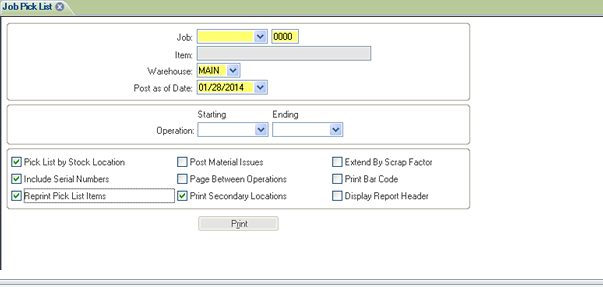 Job Pick List
Job: 0000
Item:
Warehouse: MAIN
Post as of Date: 01/28/2014
Starting Ending
Operation:
Pick List by Stock Location Post Material Issues Extend By Scrap Factor
Include Serial Numbers Page Between Operations Print Bar Code
Reprint Pick List Items Print Secondary Locations Display Report Header
Print